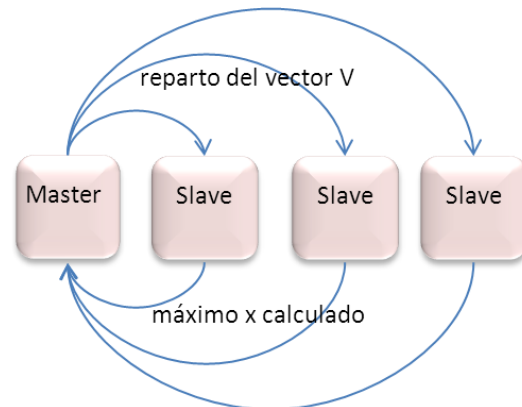 reparto del vector V
Master
Slave
Slave
Slave
máximo x calculado